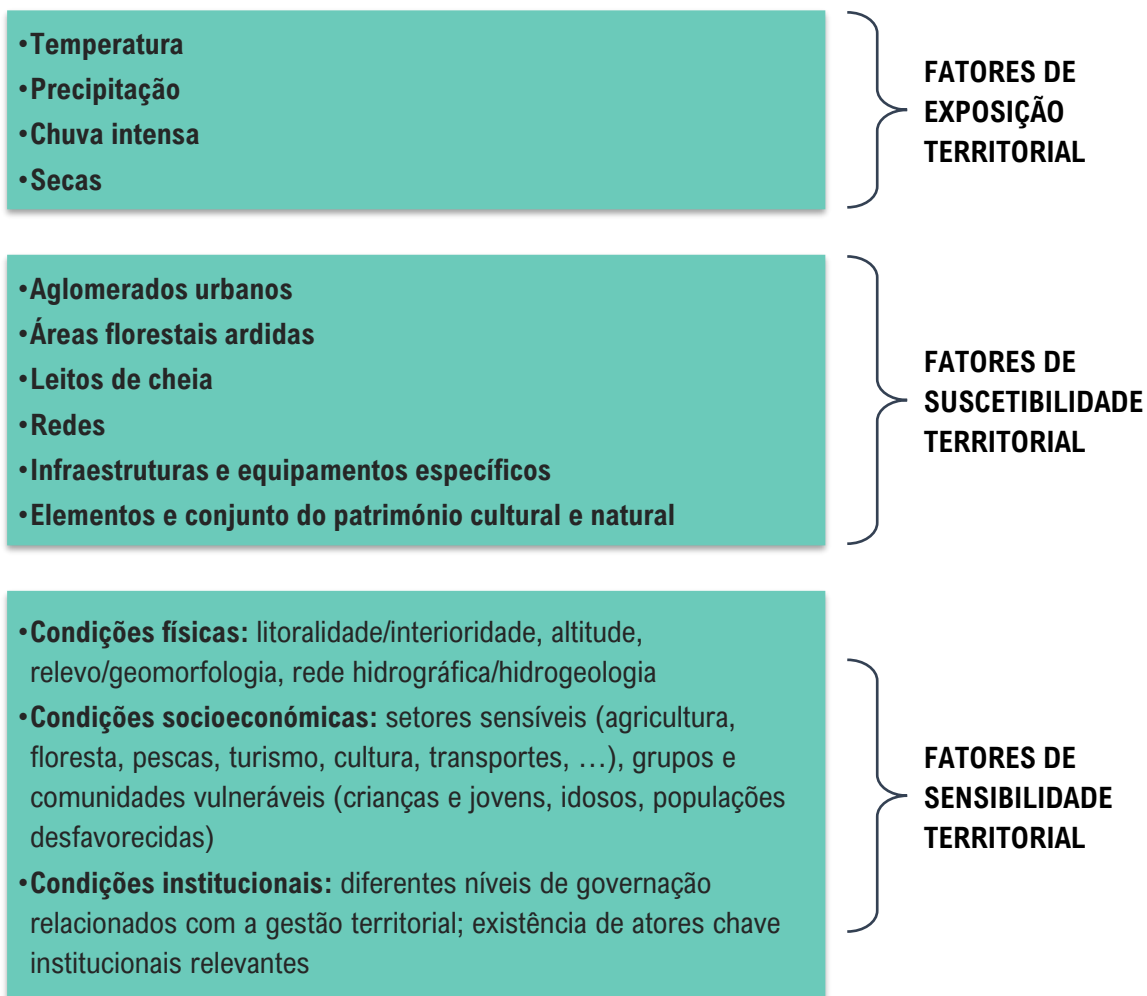 •Temperatura
•Precipitação
•Chuva intensa
•Secas
FATORES DE
EXPOSIÇÃO
TERRITORIAL
•Aglomerados urbanos
•Áreas florestais ardidas
•Leitos de cheia
•Redes
•Infraestruturas e equipamentos específicos
•Elementos e conjunto do património cultural e natural
FATORES DE
SUSCETIBILIDADE
TERRITORIAL
•Condições físicas: litoralidade/interioridade, altitude,
relevo/geomorfologia, rede hidrográfica/hidrogeologia
•Condições socioeconómicas: setores sensíveis (agricultura,
floresta, pescas, turismo, cultura, transportes, …), grupos e
comunidades vulneráveis (crianças e jovens, idosos, populações
desfavorecidas)
•Condições institucionais: diferentes níveis de governação
relacionados com a gestão territorial; existência de atores chave
institucionais relevantes
FATORES DE
SENSIBILIDADE
TERRITORIAL